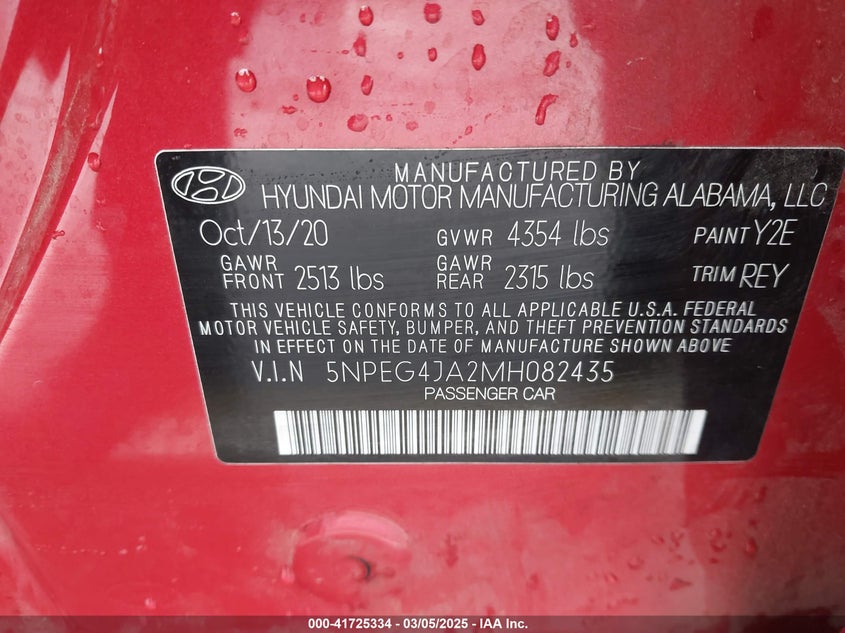 MANUFACTURED BY
HYUNDAI MOTOR MANUFACTURING ALABAMA, LLC
Oct/13/20 GVWR 4354 lbs PAINT Y2E
GAWR FRONT 2513 lbs GAWR REAR 2315 lbs TRIM REY
THIS VEHICLE CONFORMS TO ALL APPLICABLE U.S.A. FEDERAL
MOTOR VEHICLE SAFETY, BUMPER, AND THEFT PREVENTION STANDARDS
IN EFFECT ON THE DATE OF MANUFACTURE SHOWN ABOVE
V.I.N 5NPEG4JA2MH082435
PASSENGER CAR
000-41725334 - 03/05/2025 - IAA Inc.